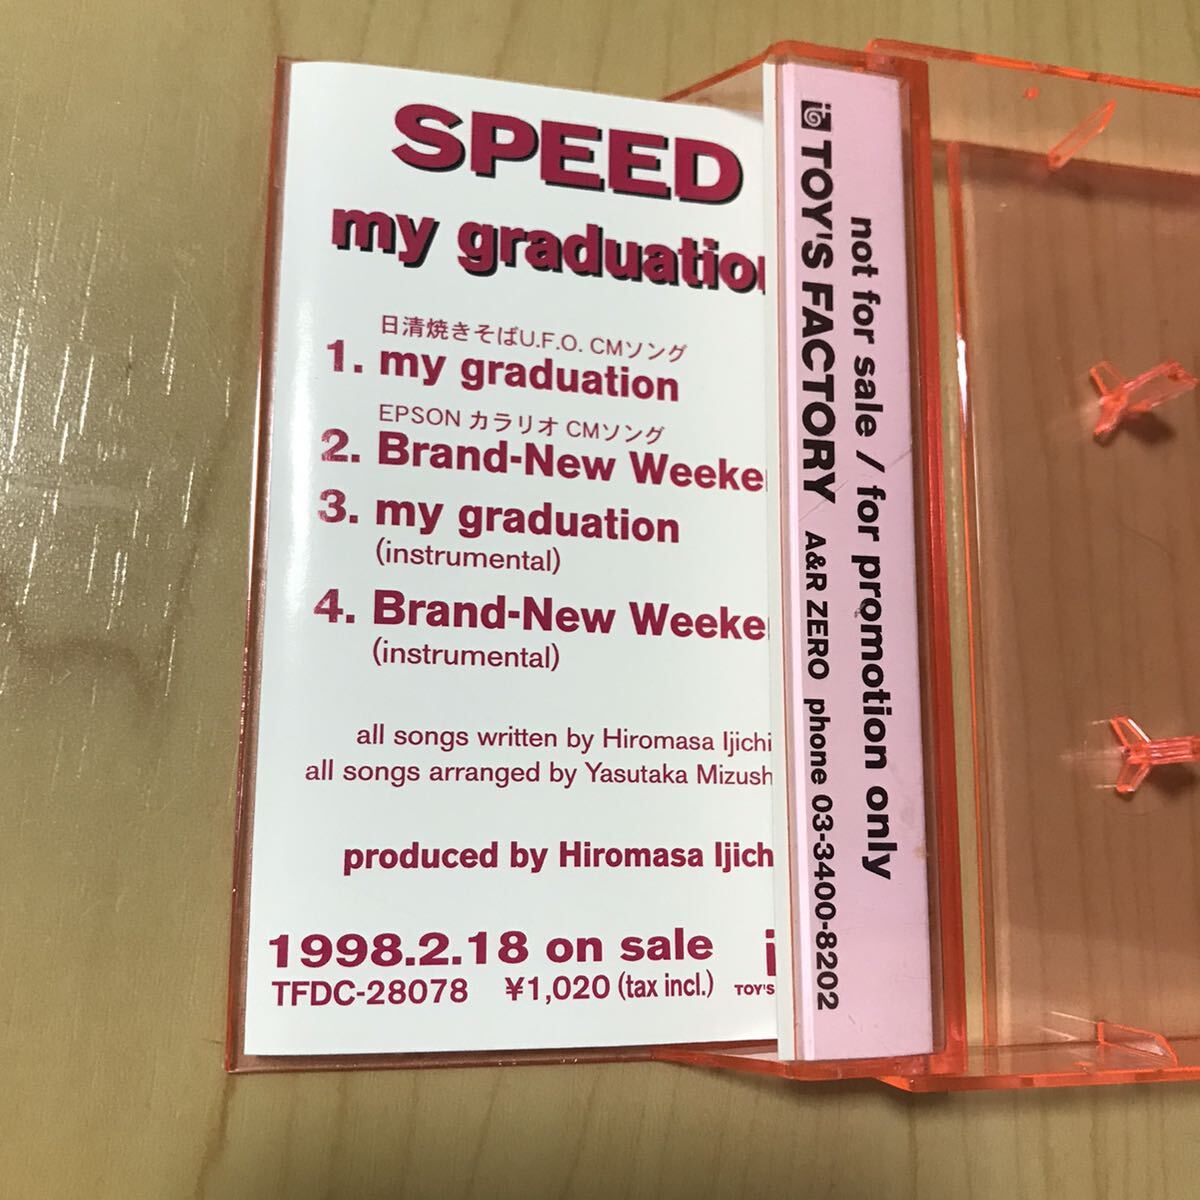 SPEED
my graduation
日清焼きそばU.F.O. CMソング
1. my graduation
EPSON カラリオ CMソング
2. Brand-New
3. my graduation
(instrumental)
4. Brand-New
(instrumental)
all songs written by Hiromasa Ijichi
all songs arranged by Yasutaka
produced by Hiromasa
1998.2.18 on sale
TFDC-28078 ¥1,020 (tax incl.)
TOY'S
not for sale / for promotion only
TOY'S FACTORY A&R ZERO phone 03-3400-8202